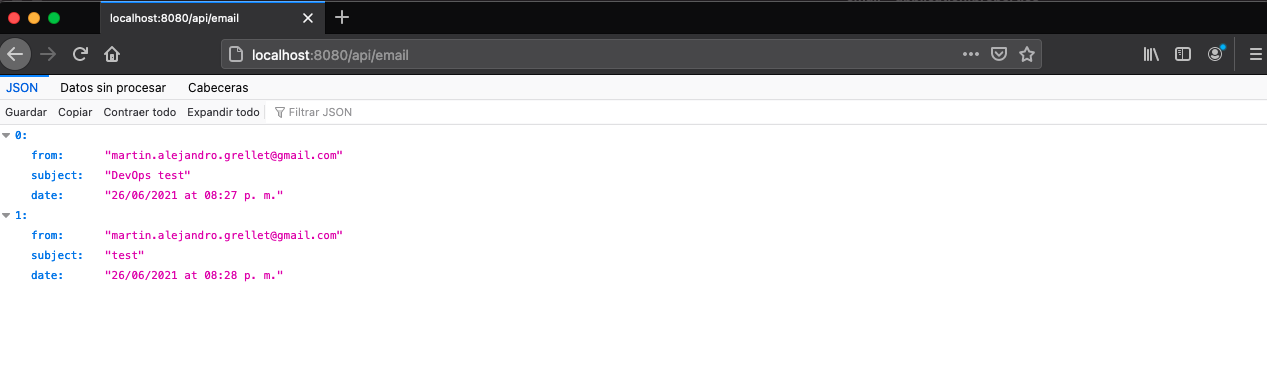 localhost:8080/api/email
localhost:8080/api/email
JSON Datos sin procesar Cabeceras
Guardar Copiar Contraer todo Expandir todo Filtrar JSON
0:
from: "martin.alejandro.grellet@gmail.com"
subject: "DevOps test"
date: "26/06/2021 at 08:27 p. m."
1:
from: "martin.alejandro.grellet@gmail.com"
subject: "test"
date: "26/06/2021 at 08:28 p. m."